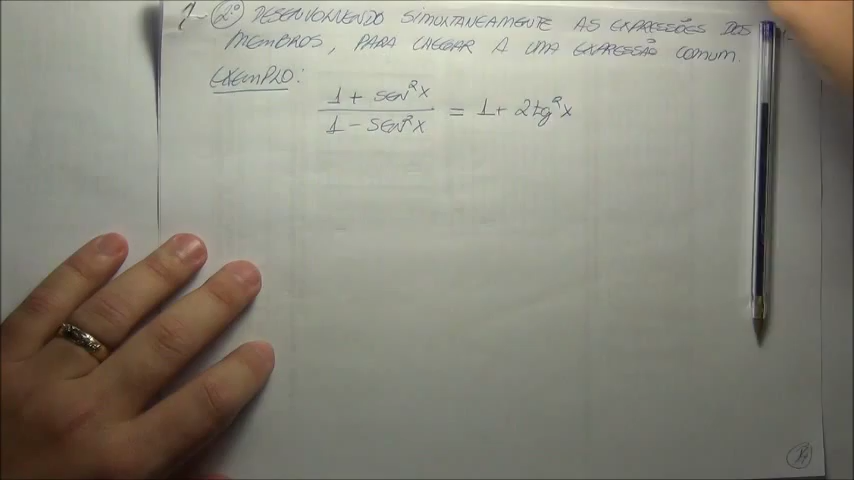 2º DESENVOLVENDO SIMULTANEAMENTE AS EXPRESSÕES DOS
MEMBROS, PARA CHEGAR A UMA EXPRESSÃO COMUM.
EXEMPLO:
1 + SEN²X / 1 - SEN²X = 1 + 2tg²X